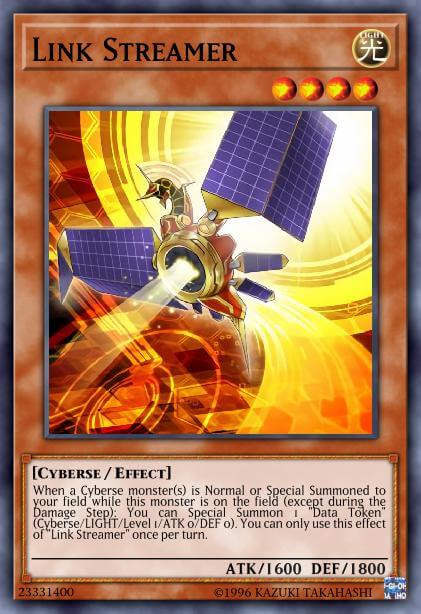 Link Streamer
LIGHT
光
[Cyberse / Effect]
When a Cyberse monster(s) is Normal or Special Summoned to
your field while this monster is on the field (except during the
Damage Step): You can Special Summon 1 "Data Token"
(Cyberse/LIGHT/Level 1/ATK 0/DEF 0). You can only use this effect
of "Link Streamer" once per turn.
ATK/1600 DEF/1800
23331400
©1996 KAZUKI TAKAHASHI